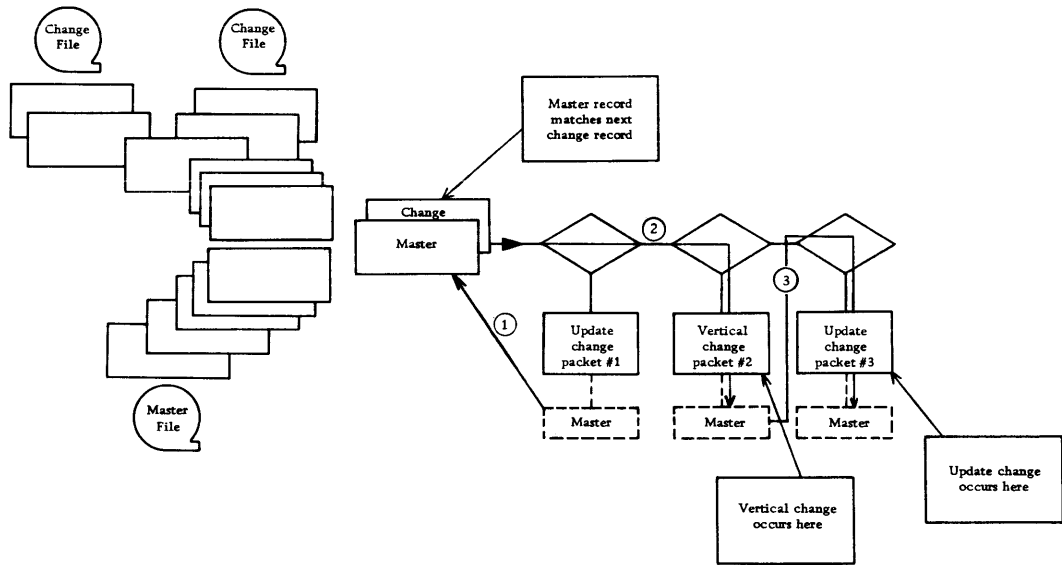 Change
File
Change
File
Master record
matches next
change record
Change
Master
2
3
1
Update
change
packet #1
Vertical
change
packet #2
Update
change
packet #3
Master
Master
Master
Master
File
Vertical change
occurs here
Update change
occurs here